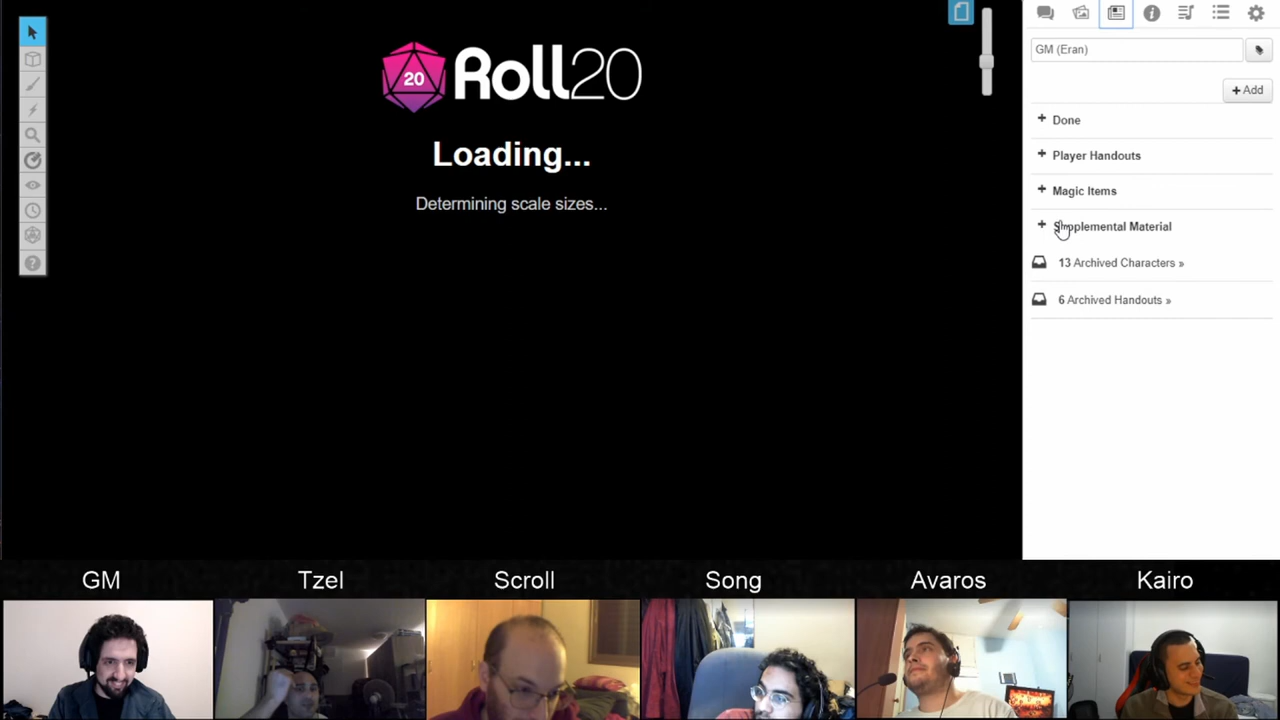 20
Roll20
Loading...
Determining scale sizes...
GM (Eran)
+ Add
+ Done
+ Player Handouts
+ Magic Items
+ Supplemental Material
13 Archived Characters »
6 Archived Handouts »
GM
Tzel
Scroll
Song
Avaros
Kairo